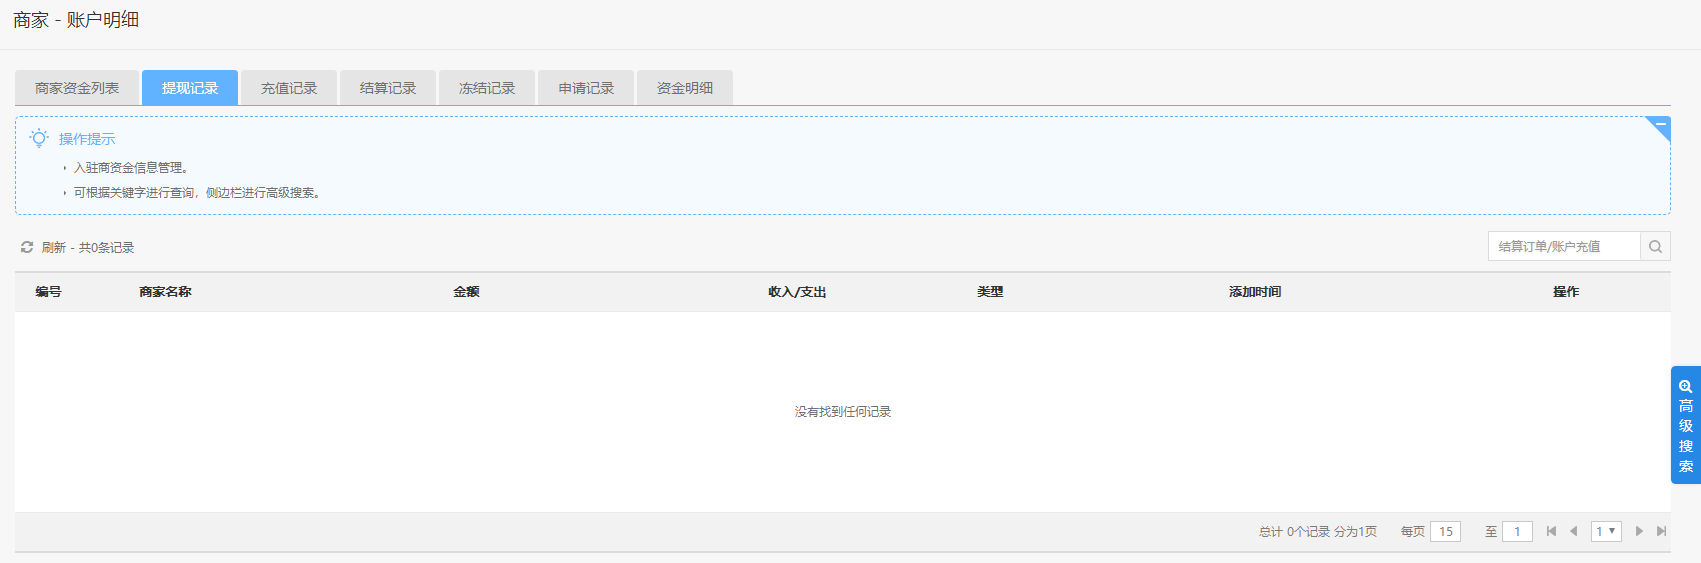 商家 - 账户明细
商家资金列表 提现记录 充值记录 结算记录 冻结记录 申请记录 资金明细
操作提示
入驻商资金信息管理。
可根据关键字进行查询，侧边栏进行高级搜索。
刷新 - 共0条记录
结算订单/账户充值
编号 商家名称 金额 收入/支出 类型 添加时间 操作
没有找到任何记录
高级搜索
总计 0个记录 分为1页 每页 15 至 1 1